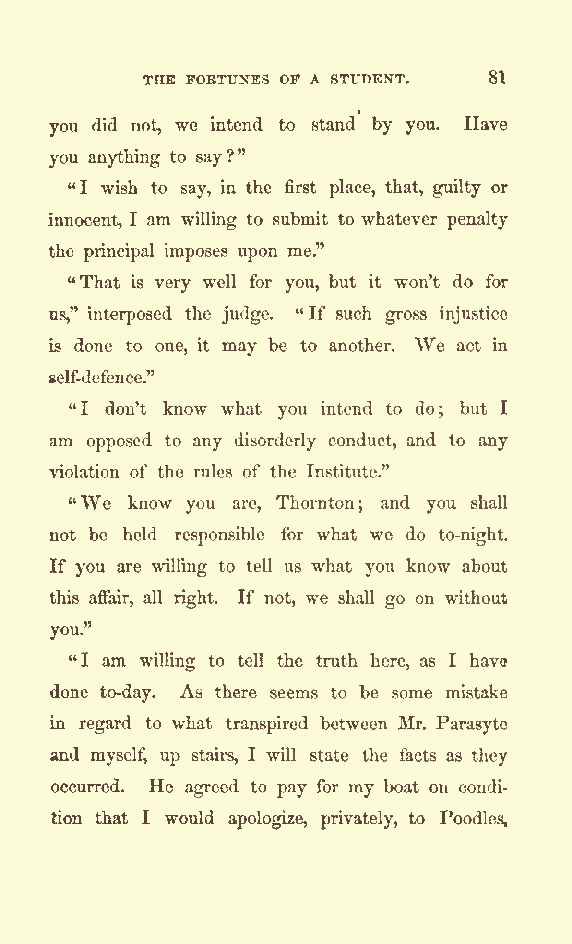 THE FORTUNES OF A STUDENT. 81
you did not, we intend to stand by you. Have
you anything to say?"
"I wish to say, in the first place, that, guilty or
innocent, I am willing to submit to whatever penalty
the principal imposes upon me."
"That is very well for you, but it won't do for
us," interposed the judge. "If such gross injustice
is done to one, it may be to another. We act in
self-defence."
"I don't know what you intend to do; but I
am opposed to any disorderly conduct, and to any
violation of the rules of the Institute."
"We know you are, Thornton; and you shall
not be held responsible for what we do to-night.
If you are willing to tell us what you know about
this affair, all right. If not, we shall go on without
you."
"I am willing to tell the truth here, as I have
done to-day. As there seems to be some mistake
in regard to what transpired between Mr. Parasyte
and myself, up stairs, I will state the facts as they
occurred. He agreed to pay for my boat on condi-
tion that I would apologize, privately, to Poodles,